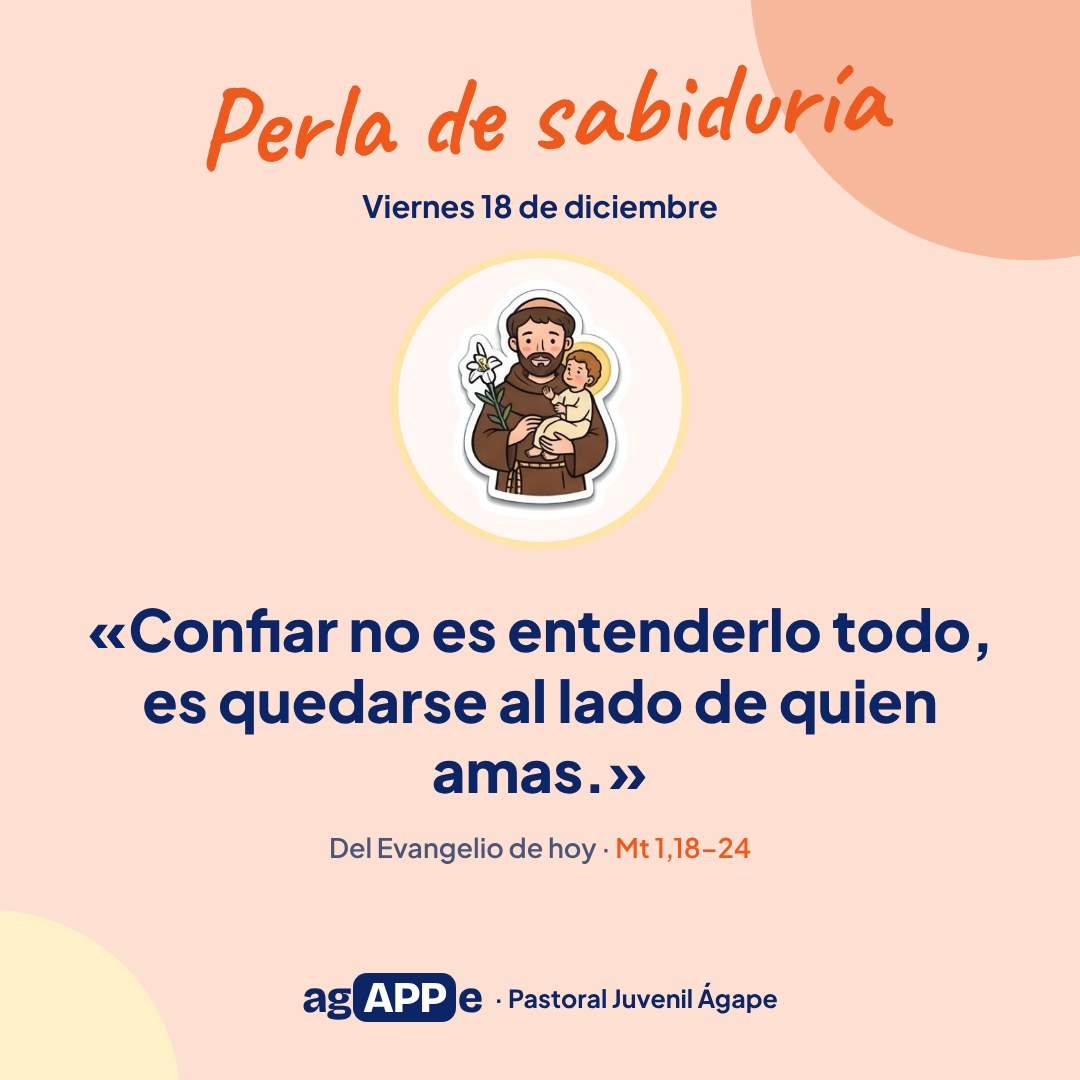 Perla de sabiduría
Viernes 18 de diciembre
«Confiar no es entenderlo todo,
es quedarse al lado de quien
amas.»
Del Evangelio de hoy · Mt 1,18–24
agAPPe · Pastoral Juvenil Ágape